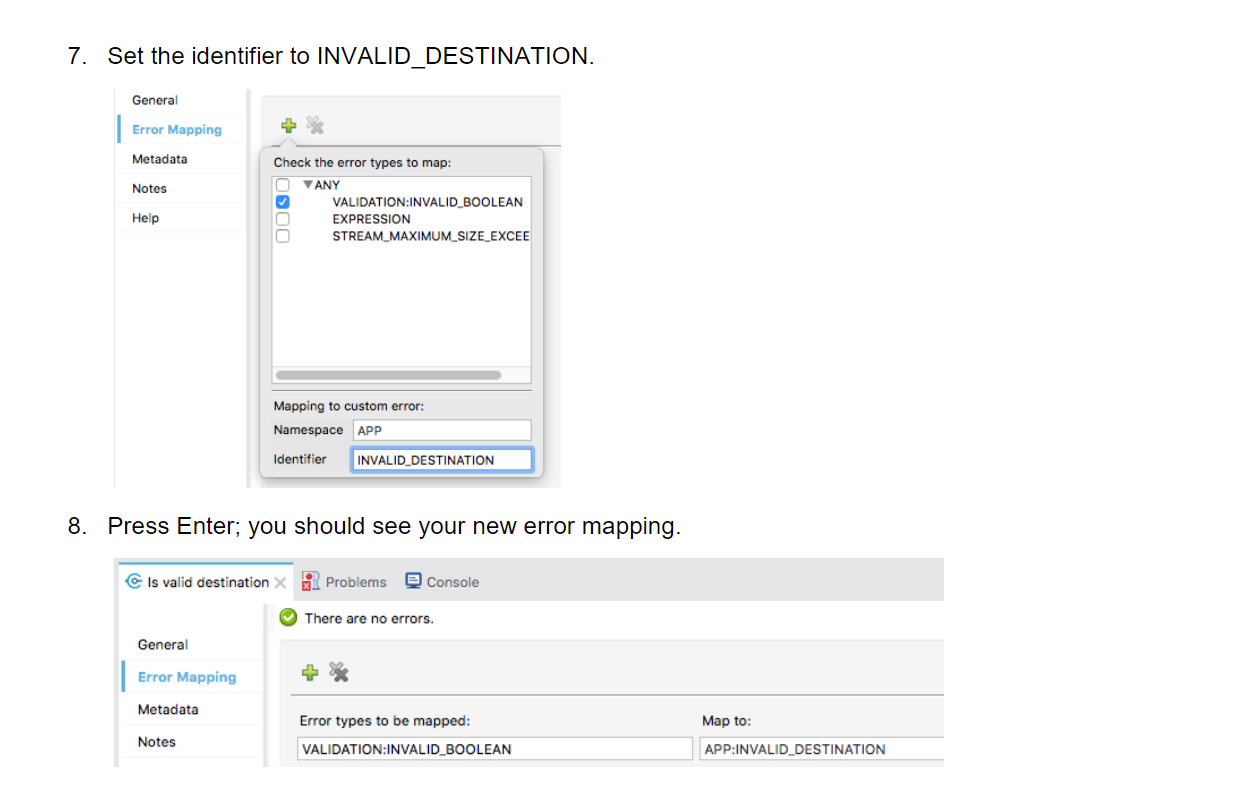 7. Set the identifier to INVALID_DESTINATION.
General
Error Mapping
Metadata
Notes
Help
Check the error types to map:
ANY
VALIDATION:INVALID_BOOLEAN
EXPRESSION
STREAM_MAXIMUM_SIZE_EXCEE
Mapping to custom error:
Namespace APP
Identifier INVALID_DESTINATION
8. Press Enter; you should see your new error mapping.
Is valid destination Problems Console
There are no errors.
General
Error Mapping
Metadata
Notes
Error types to be mapped: Map to:
VALIDATION:INVALID_BOOLEAN APP:INVALID_DESTINATION